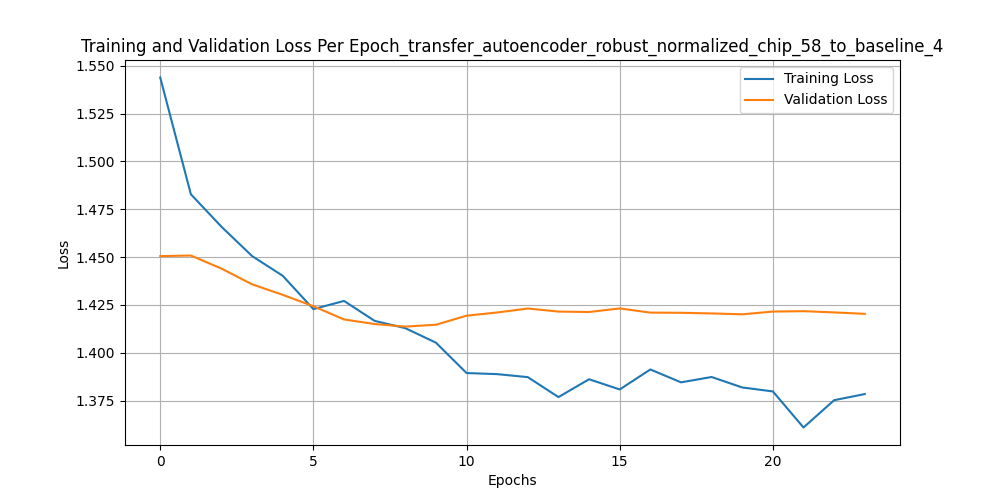 Training and Validation Loss Per Epoch_transfer_autoencoder_robust_normalized_chip_58_to_baseline_4
Training Loss
Validation Loss
Loss
1.550
1.525
1.500
1.475
1.450
1.425
1.400
1.375
0 5 10 15 20
Epochs